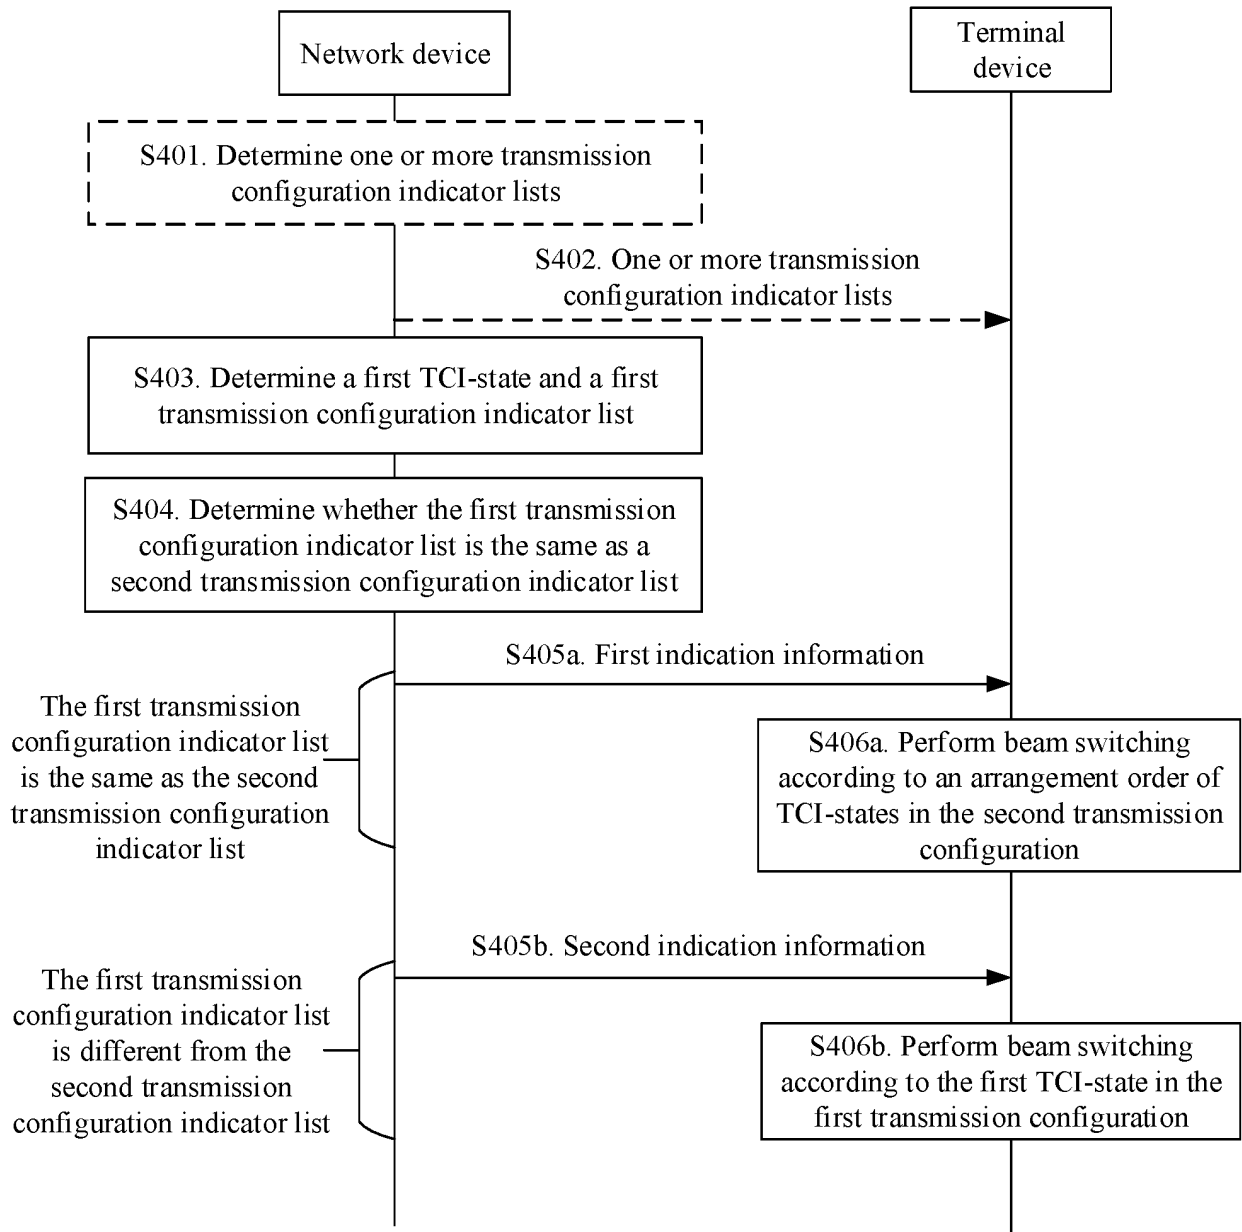 Network device
Terminal
device
S401. Determine one or more transmission
configuration indicator lists
S402. One or more transmission
configuration indicator lists
S403. Determine a first TCI-state and a first
transmission configuration indicator list
S404. Determine whether the first transmission
configuration indicator list is the same as a
second transmission configuration indicator list
S405a. First indication information
The first transmission
configuration indicator list
is the same as the second
transmission configuration
indicator list
S406a. Perform beam switching
according to an arrangement order of
TCI-states in the second transmission
configuration
S405b. Second indication information
The first transmission
configuration indicator list
is different from the
second transmission
configuration indicator list
S406b. Perform beam switching
according to the first TCI-state in the
first transmission configuration